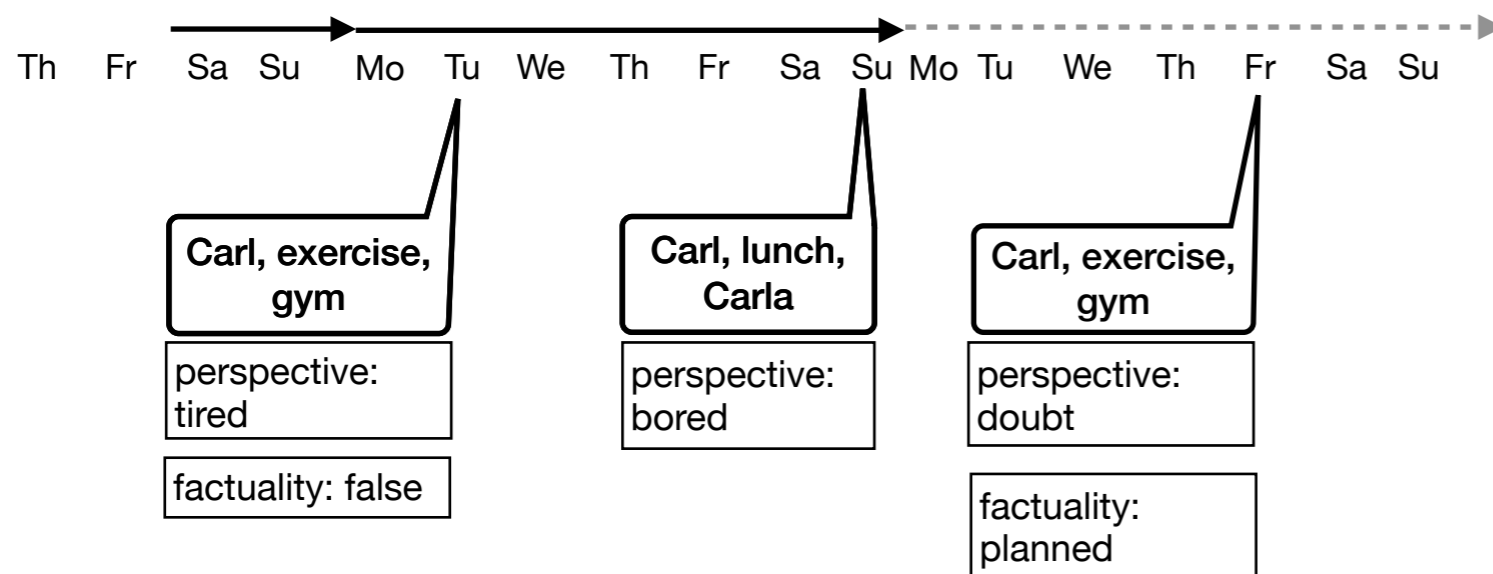 Th Fr Sa Su Mo Tu We Th Fr Sa Su Mo Tu We Th Fr Sa Su
Carl, exercise,
gym
perspective:
tired
factuality: false
Carl, lunch,
Carla
perspective:
bored
Carl, exercise,
gym
perspective:
doubt
factuality:
planned